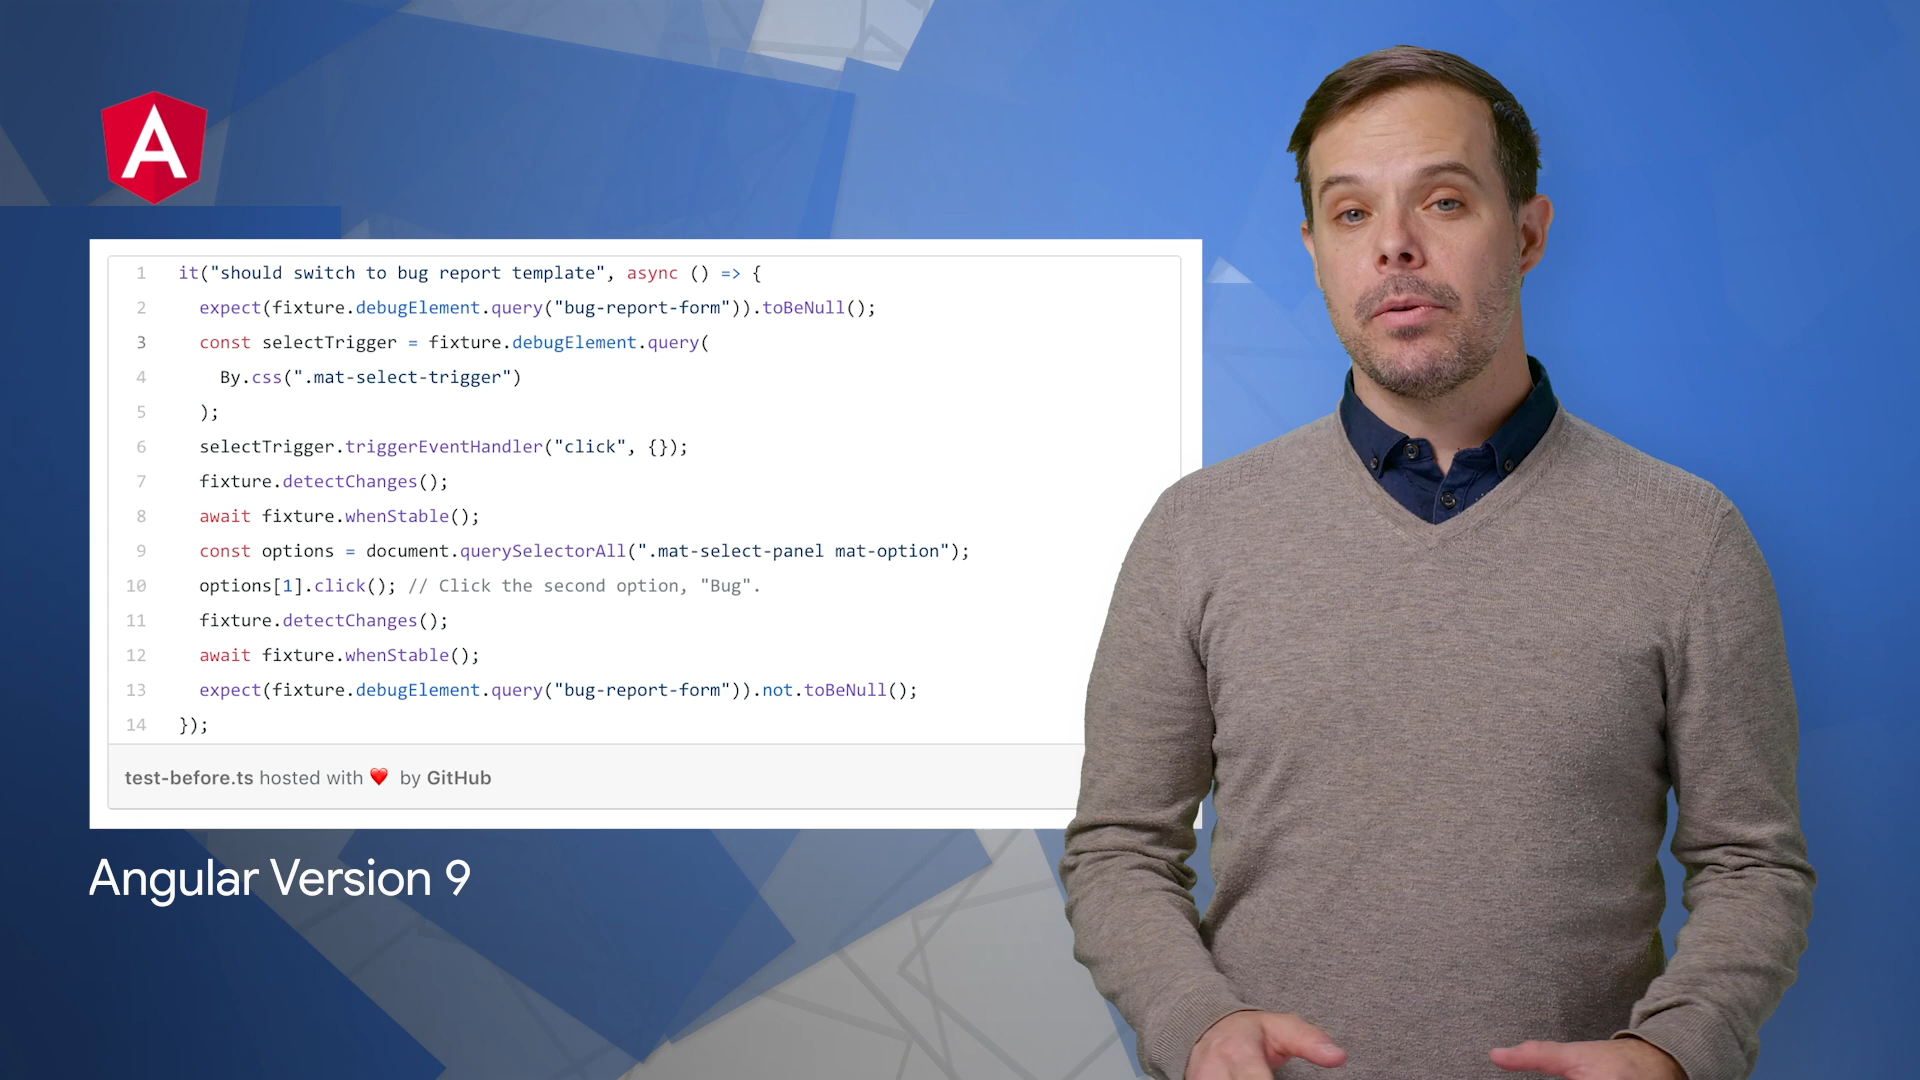 A
1 it("should switch to bug report template", async () => {
2 expect(fixture.debugElement.query("bug-report-form")).toBeNull();
3 const selectTrigger = fixture.debugElement.query(
4 By.css(".mat-select-trigger")
5 );
6 selectTrigger.triggerEventHandler("click", {});
7 fixture.detectChanges();
8 await fixture.whenStable();
9 const options = document.querySelectorAll(".mat-select-panel mat-option");
10 options[1].click(); // Click the second option, "Bug".
11 fixture.detectChanges();
12 await fixture.whenStable();
13 expect(fixture.debugElement.query("bug-report-form")).not.toBeNull();
14 });
test-before.ts hosted with ❤ by GitHub
Angular Version 9